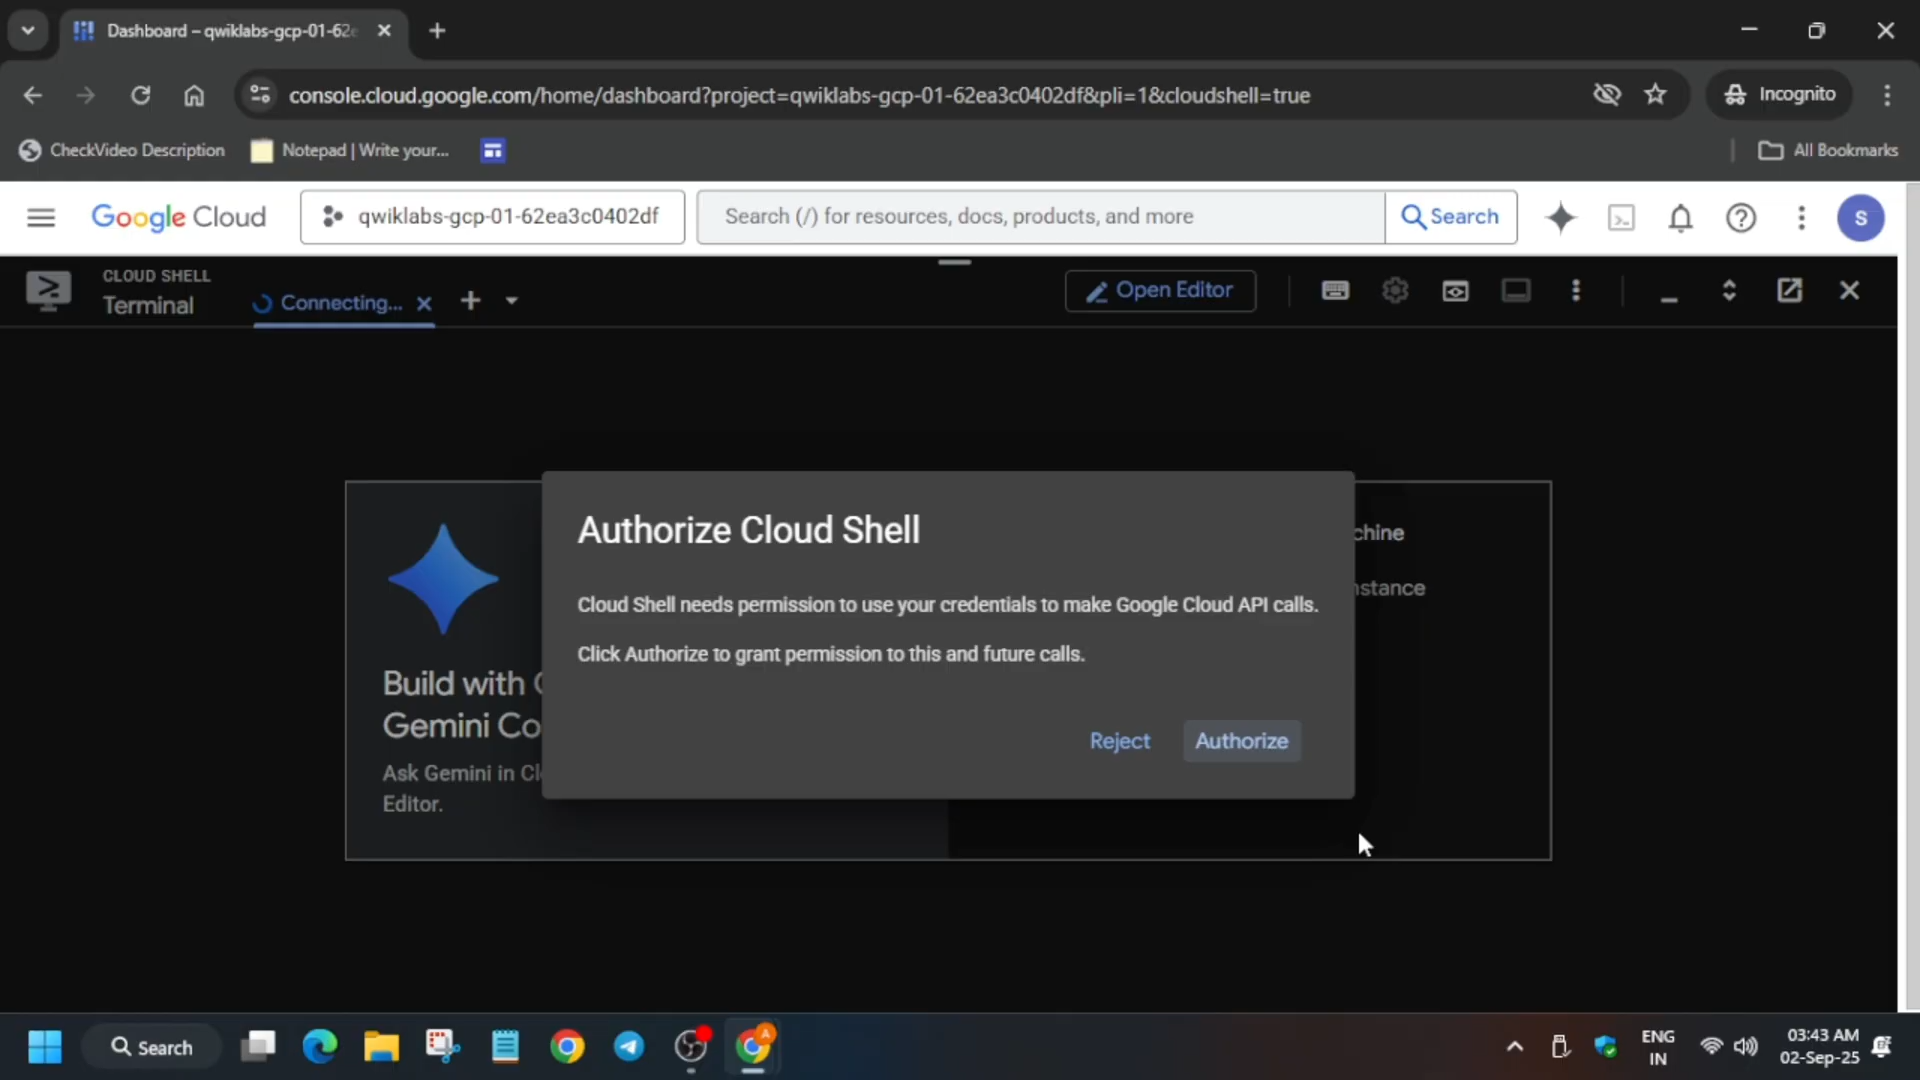 Dashboard – qwiklabs-gcp-01-62e
console.cloud.google.com/home/dashboard?project=qwiklabs-gcp-01-62ea3c0402df&pli=1&cloudshell=true
Incognito
CheckVideo Description
Notepad | Write your...
All Bookmarks
Google Cloud
qwiklabs-gcp-01-62ea3c0402df
Search (/) for resources, docs, products, and more
Search
S
CLOUD SHELL
Terminal
Connecting...
Open Editor
Authorize Cloud Shell
chine
Cloud Shell needs permission to use your credentials to make Google Cloud API calls.
nstance
Click Authorize to grant permission to this and future calls.
Build with
Gemini Co
Reject
Authorize
Ask Gemini in Cl
Editor.
Search
ENG
IN
03:43 AM
02-Sep-25